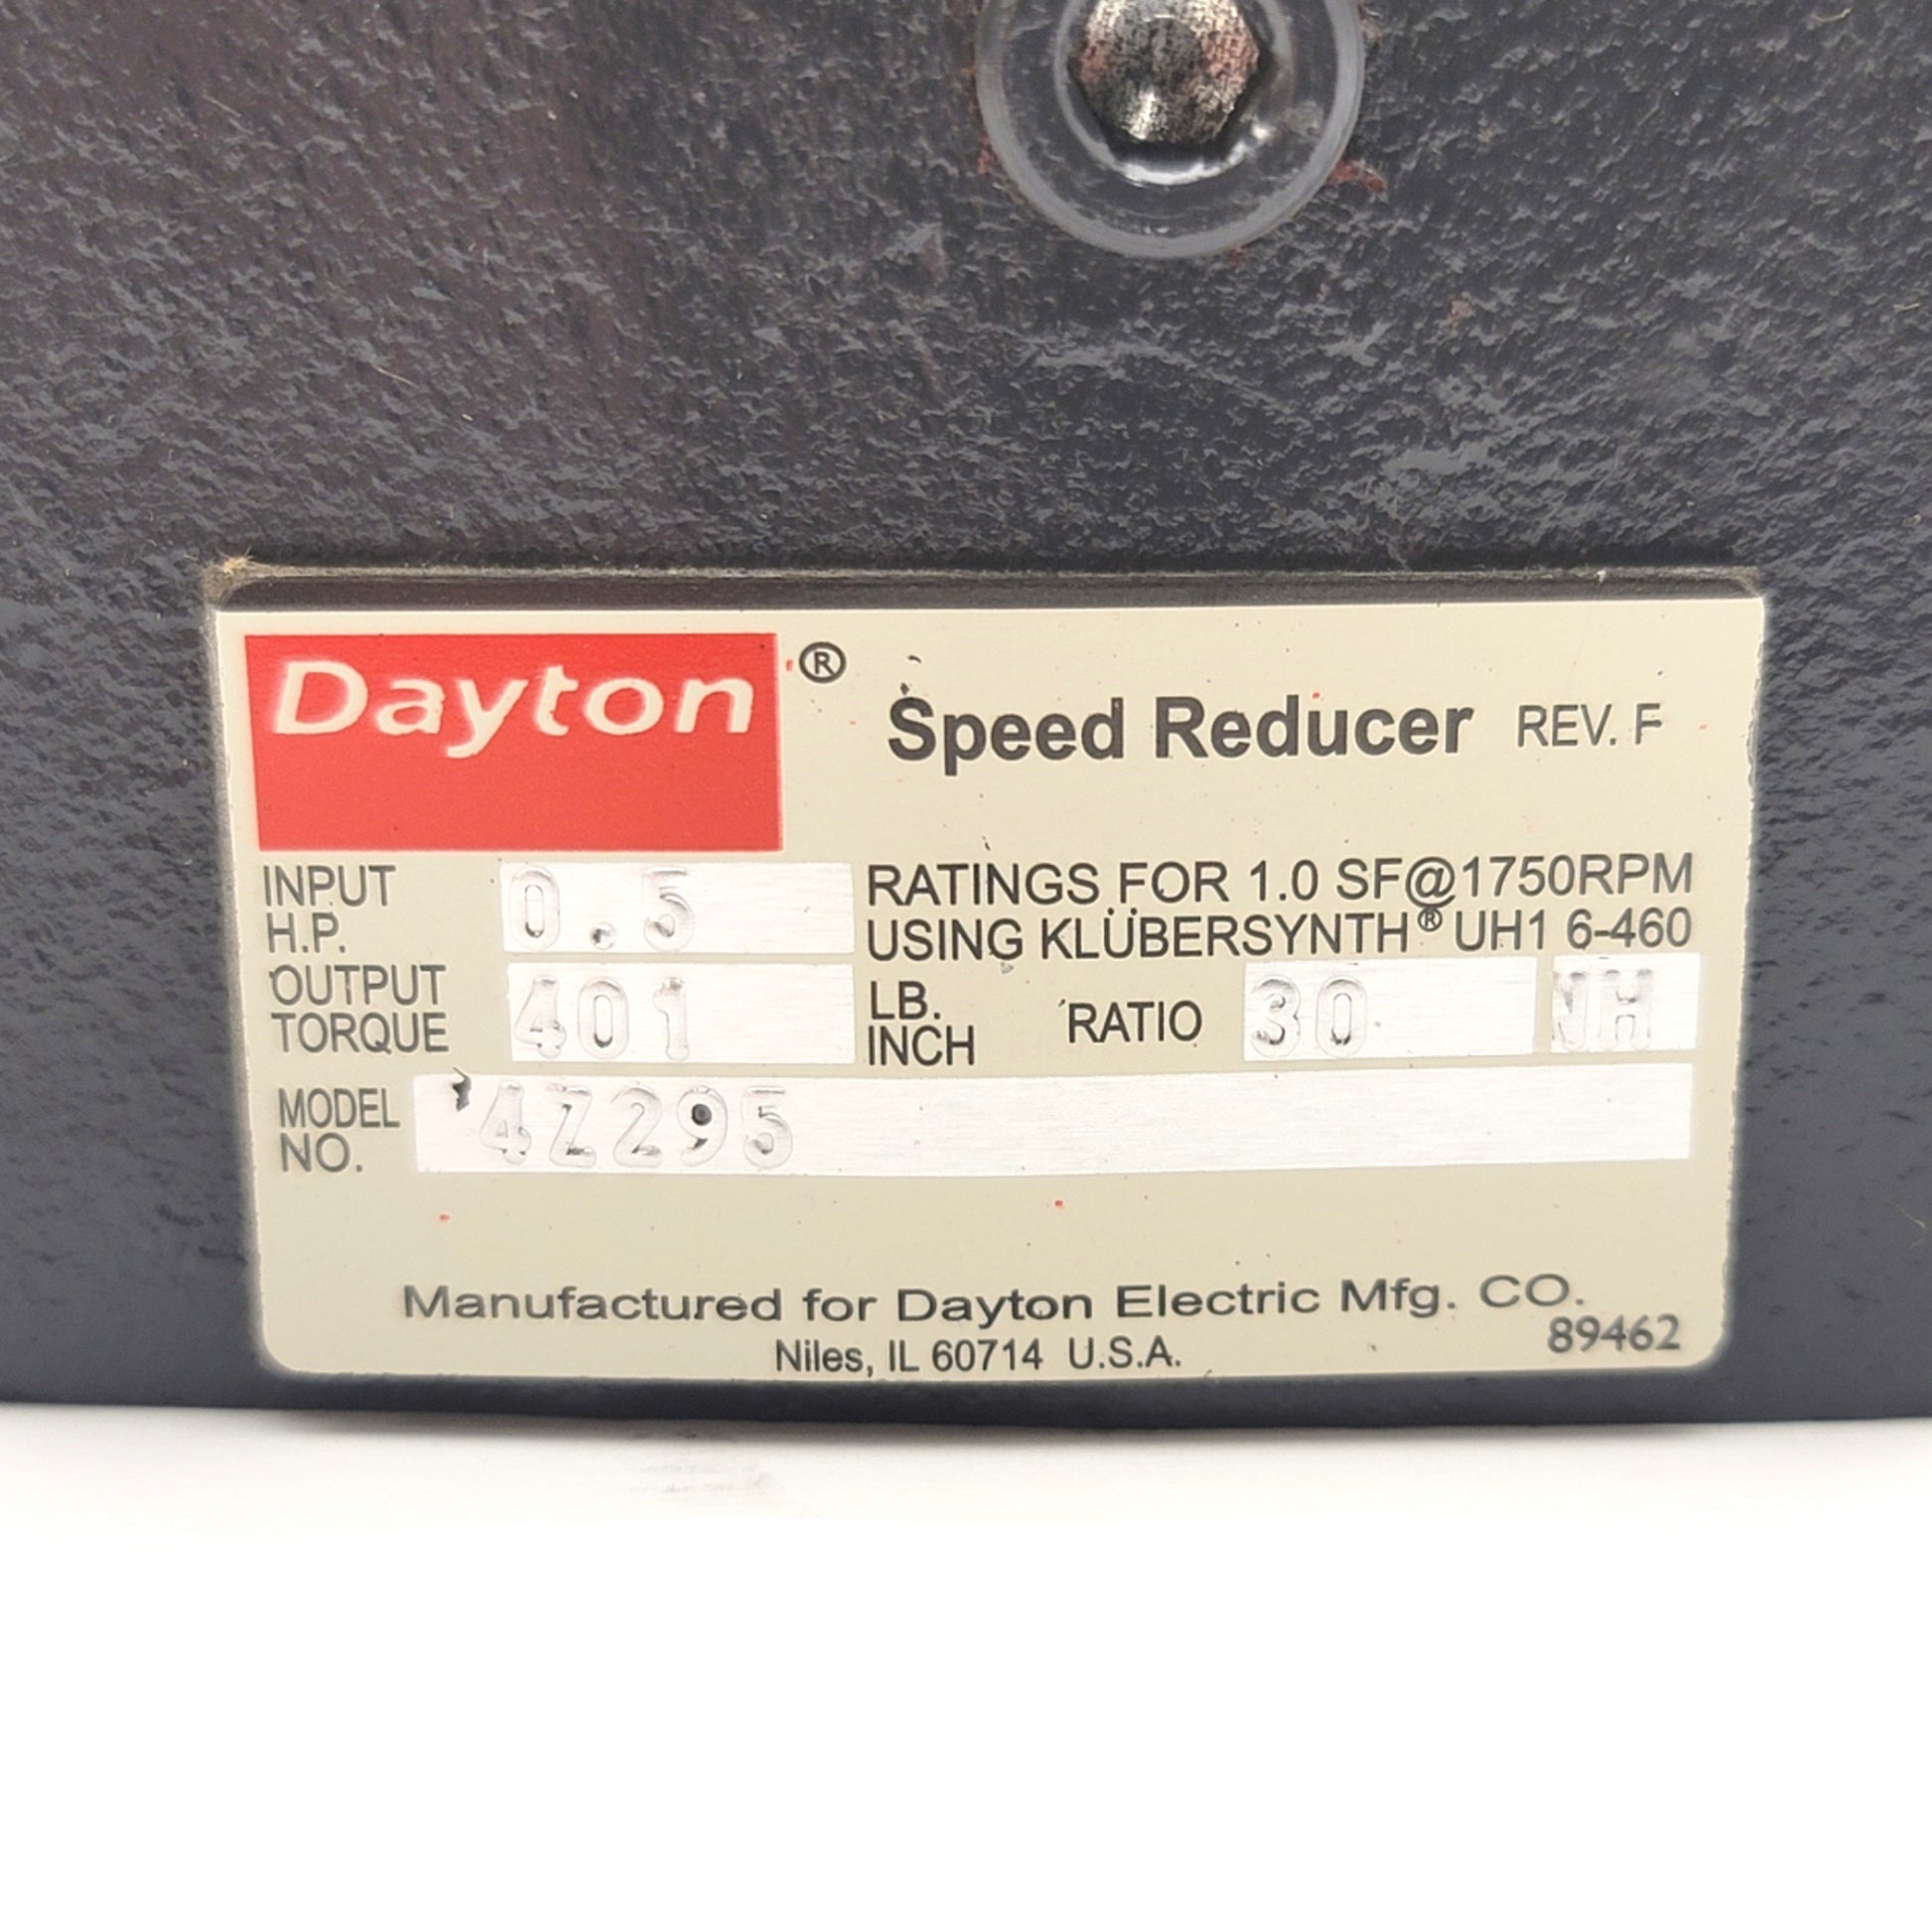 Dayton® Speed Reducer REV. F
INPUT H.P. 0.5
RATINGS FOR 1.0 SF@1750RPM
USING KLÜBERSYNTH® UH1 6-460
OUTPUT TORQUE 401 LB. INCH RATIO 30
MODEL NO. 4Z295
Manufactured for Dayton Electric Mfg. CO.
Niles, IL 60714 U.S.A.
89462